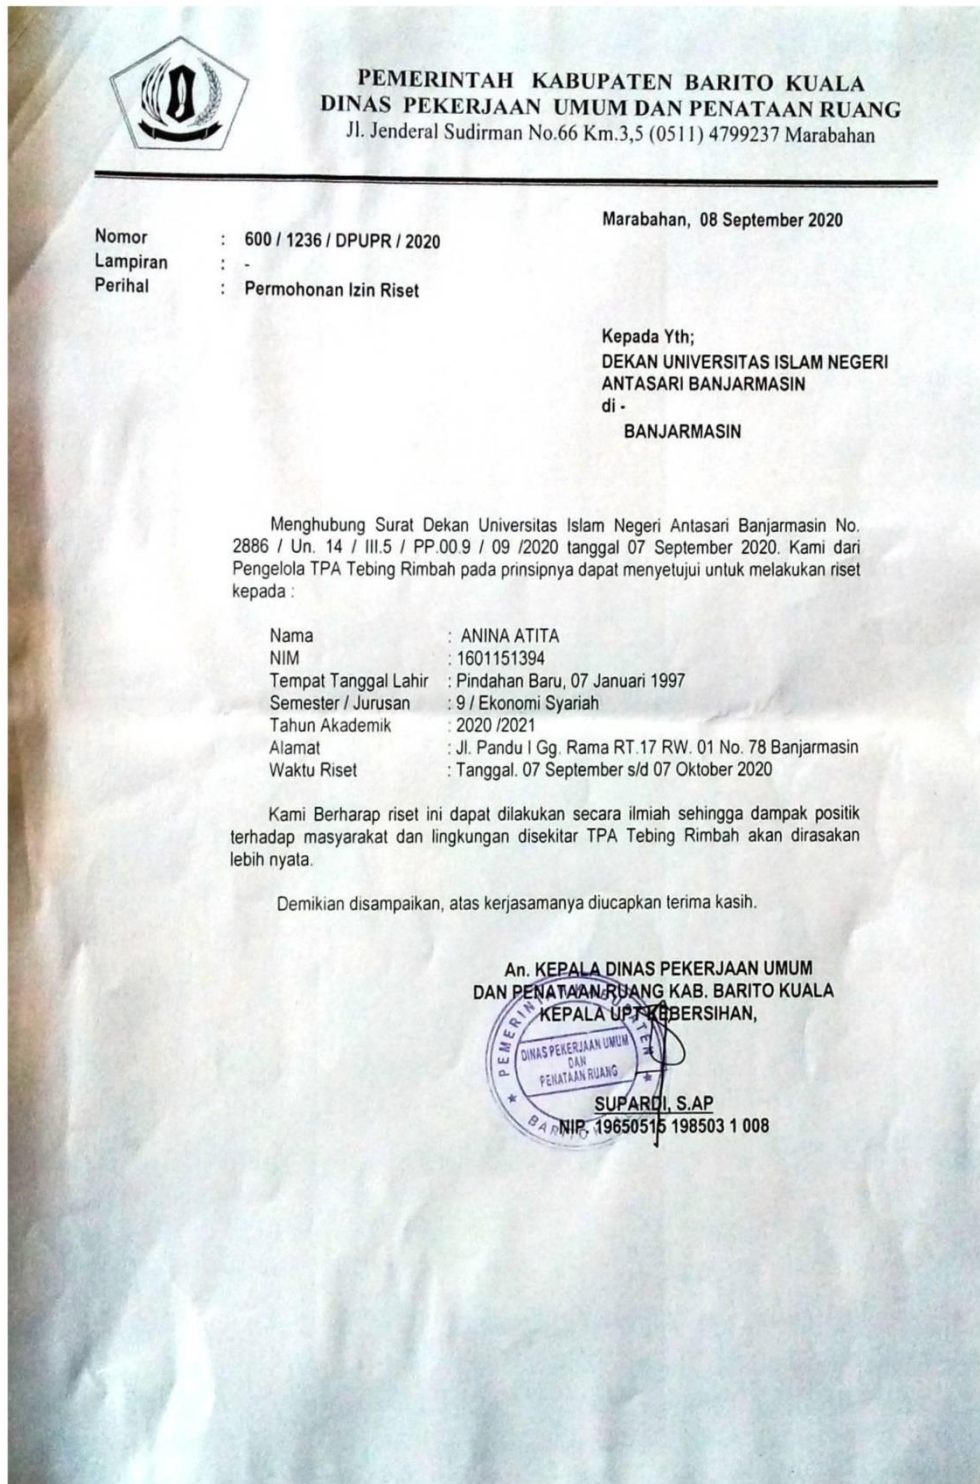 PEMERINTAH KABUPATEN BARITO KUALA
DINAS PEKERJAAN UMUM DAN PENATAAN RUANG
Jl. Jenderal Sudirman No.66 Km.3,5 (0511) 4799237 Marabahan
Marabahan, 08 September 2020
Nomor : 600 / 1236 / DPUPR / 2020
Lampiran : -
Perihal : Permohonan Izin Riset
Kepada Yth;
DEKAN UNIVERSITAS ISLAM NEGERI
ANTASARI BANJARMASIN
di -
BANJARMASIN
Menghubung Surat Dekan Universitas Islam Negeri Antasari Banjarmasin No.
2886 / Un. 14 / III.5 / PP.00.9 / 09 /2020 tanggal 07 September 2020. Kami dari
Pengelola TPA Tebing Rimbah pada prinsipnya dapat menyetujui untuk melakukan riset
kepada :
Nama : ANINA ATITA
NIM : 1601151394
Tempat Tanggal Lahir : Pindahan Baru, 07 Januari 1997
Semester / Jurusan : 9 / Ekonomi Syariah
Tahun Akademik : 2020 /2021
Alamat : Jl. Pandu I Gg. Rama RT.17 RW. 01 No. 78 Banjarmasin
Waktu Riset : Tanggal. 07 September s/d 07 Oktober 2020
Kami Berharap riset ini dapat dilakukan secara ilmiah sehingga dampak positik
terhadap masyarakat dan lingkungan disekitar TPA Tebing Rimbah akan dirasakan
lebih nyata.
Demikian disampaikan, atas kerjasamanya diucapkan terima kasih.
An. KEPALA DINAS PEKERJAAN UMUM
DAN PENATAAN RUANG KAB. BARITO KUALA
KEPALA UPT KEBERSIHAN,
PEMERINTAH KABUPATEN
DINAS PEKERJAAN UMUM
DAN
PENATAAN RUANG
BARITO
SUPARDI, S.AP
NIP. 19650515 198503 1 008